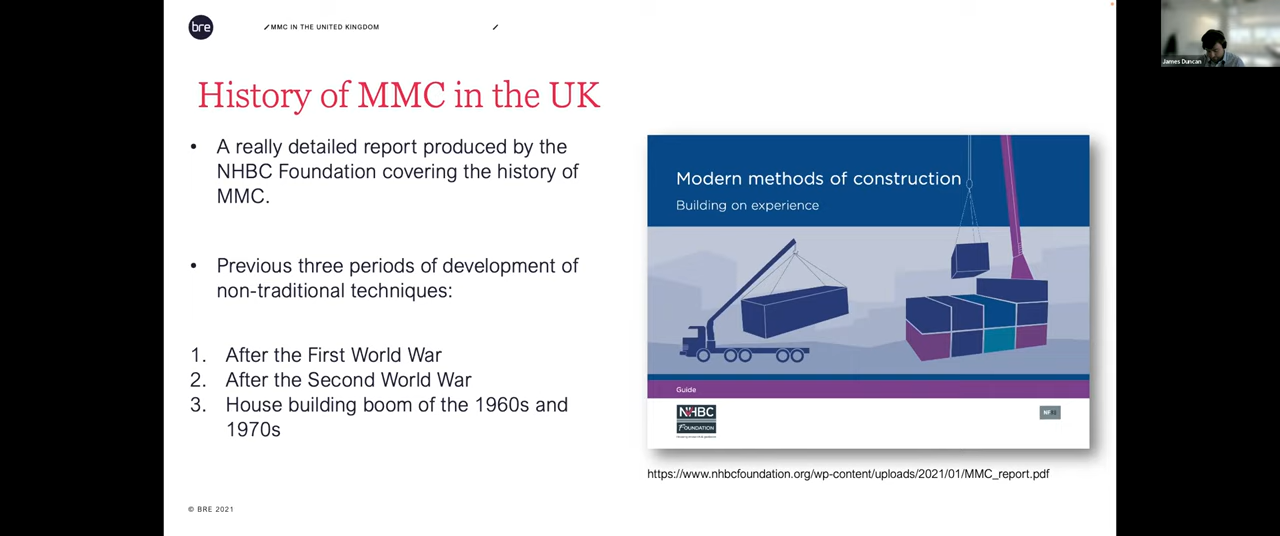 bre
MMC IN THE UNITED KINGDOM
James Duncan
History of MMC in the UK
• A really detailed report produced by the
NHBC Foundation covering the history of
MMC.
• Previous three periods of development of
non-traditional techniques:
1. After the First World War
2. After the Second World War
3. House building boom of the 1960s and
1970s
Modern methods of construction
Building on experience
Guide
NHBC
FOUNDATION
https://www.nhbcfoundation.org/wp-content/uploads/2021/01/MMC_report.pdf
© BRE 2021